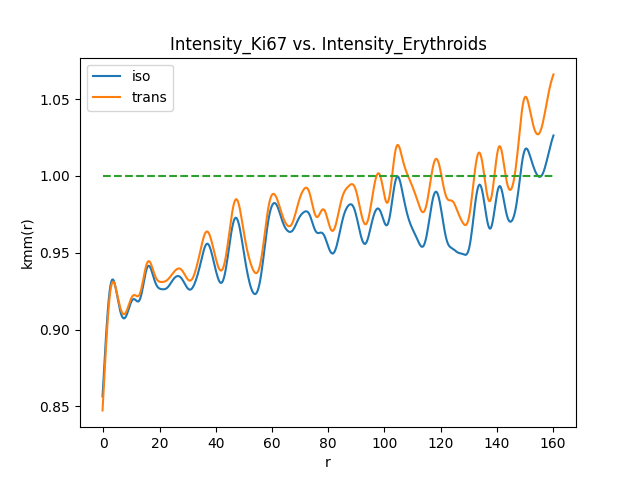 Intensity_Ki67 vs. Intensity_Erythroids
iso
trans
kmm(r)
1.05
1.00
0.95
0.90
0.85
0 20 40 60 80 100 120 140 160
r